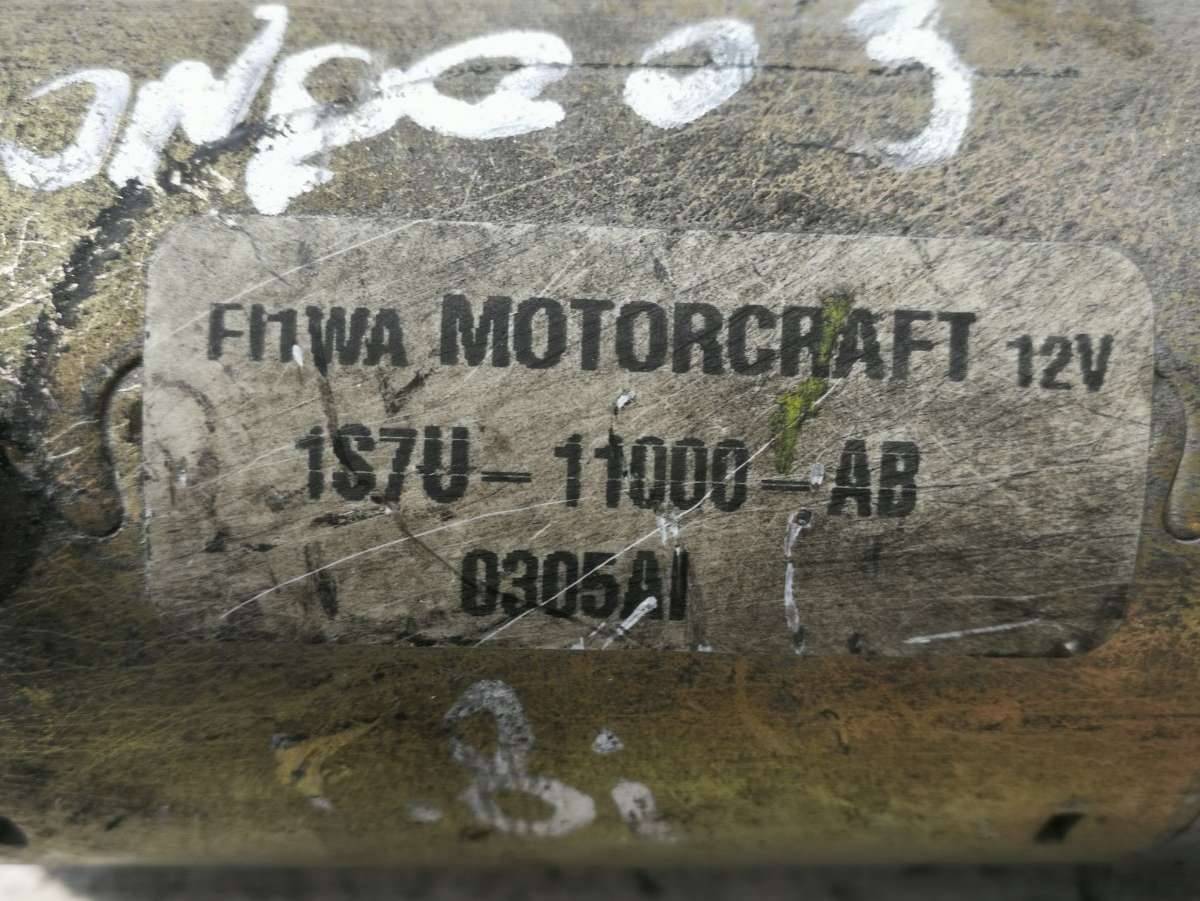 FI1WA MOTORCRAFT 12V
1S7U-11000-AB
0305AI